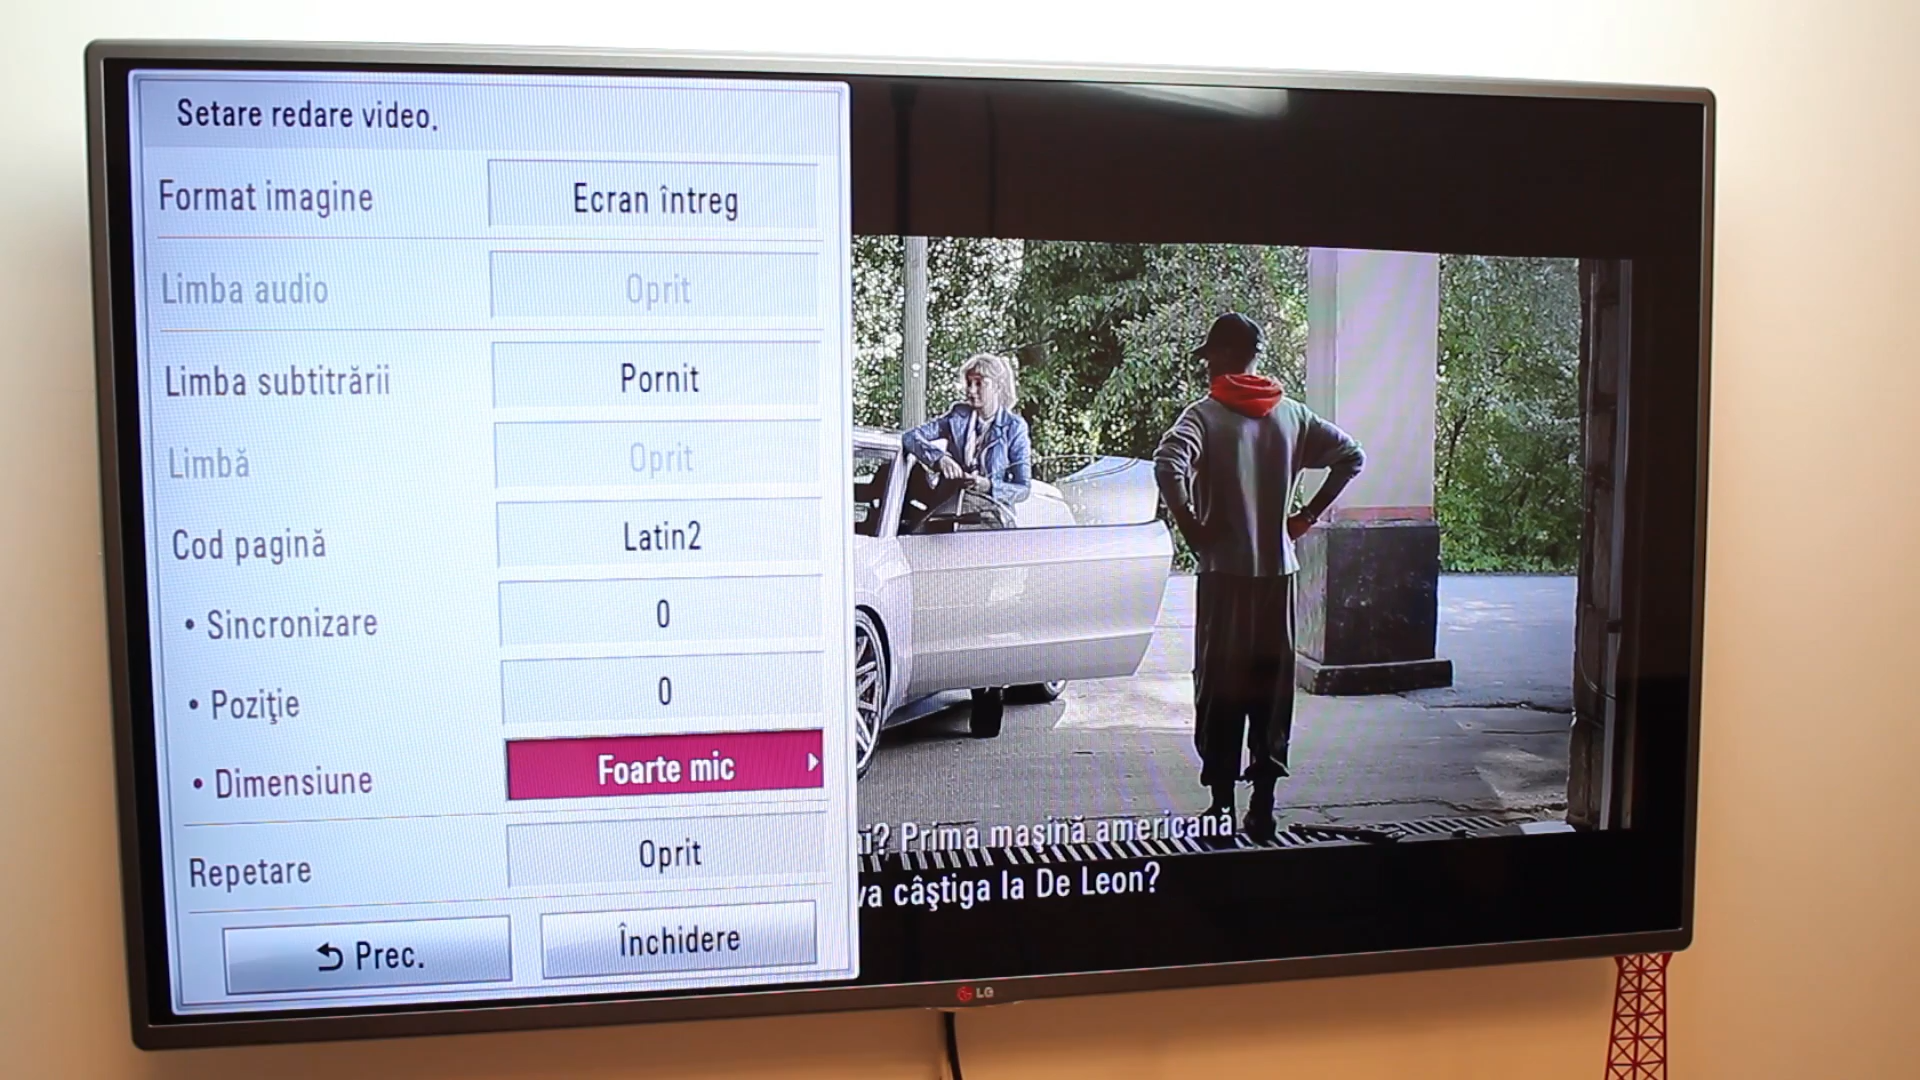 Setare redare video.
Format imagine Ecran întreg
Limba audio Oprit
Limba subtitrării Pornit
Limbă Oprit
Cod pagină Latin2
• Sincronizare 0
• Poziţie 0
• Dimensiune Foarte mic
Repetare Oprit
Prec. Închidere
i? Prima maşină americană
va câştiga la De Leon?
LG